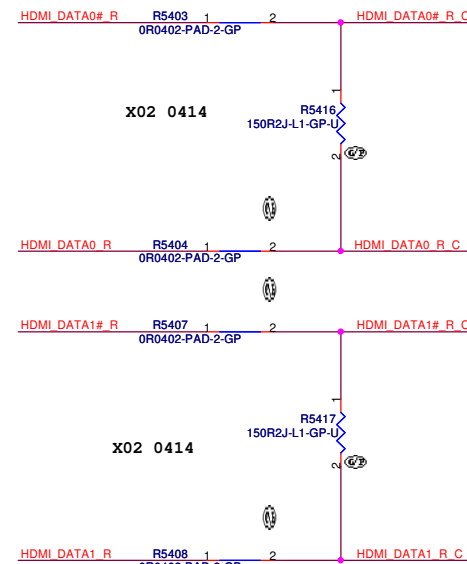 HDMI_DATA0#_R R5403 1 2 HDMI_DATA0#_R_C
0R0402-PAD-2-GP
1
R5416
X02 0414
150R2J-L1-GP-U
2
HDMI_DATA0_R R5404 1 2 HDMI_DATA0_R_C
0R0402-PAD-2-GP
HDMI_DATA1#_R R5407 1 2 HDMI_DATA1#_R_C
0R0402-PAD-2-GP
1
R5417
150R2J-L1-GP-U
X02 0414
2
HDMI_DATA1_R R5408 1 2 HDMI_DATA1_R_C